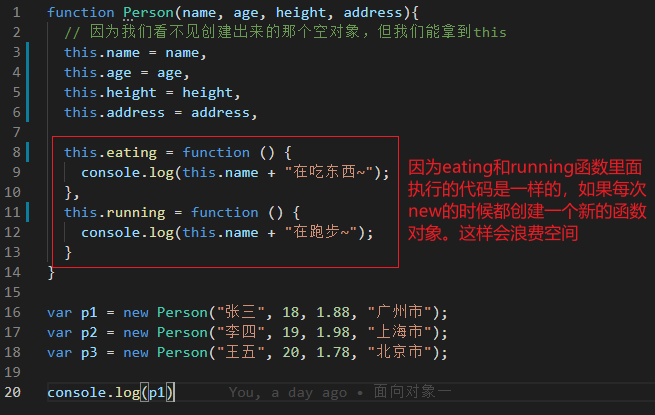 1 function Person(name, age, height, address){
2 // 因为我们看不见创建出来的那个空对象，但我们能拿到this
3 this.name = name,
4 this.age = age,
5 this.height = height,
6 this.address = address,
7
8 this.eating = function () {
9 console.log(this.name + "在吃东西~");
10 },
11 this.running = function () {
12 console.log(this.name + "在跑步~");
13 }
14 }
因为eating和running函数里面
执行的代码是一样的，如果每次
new的时候都创建一个新的函数
对象。这样会浪费空间
15
16 var p1 = new Person("张三", 18, 1.88, "广州市");
17 var p2 = new Person("李四", 19, 1.98, "上海市");
18 var p3 = new Person("王五", 20, 1.78, "北京市");
19
20 console.log(p1) You, a day ago • 面向对象一